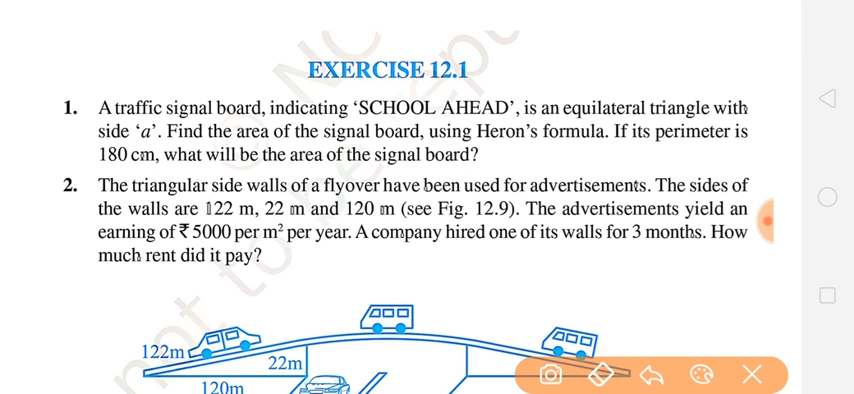 EXERCISE 12.1
1. A traffic signal board, indicating ‘SCHOOL AHEAD’, is an equilateral triangle with
side ‘a’. Find the area of the signal board, using Heron’s formula. If its perimeter is
180 cm, what will be the area of the signal board?
2. The triangular side walls of a flyover have been used for advertisements. The sides of
the walls are 122 m, 22 m and 120 m (see Fig. 12.9). The advertisements yield an
earning of ₹ 5000 per m² per year. A company hired one of its walls for 3 months. How
much rent did it pay?
122m
22m
120m